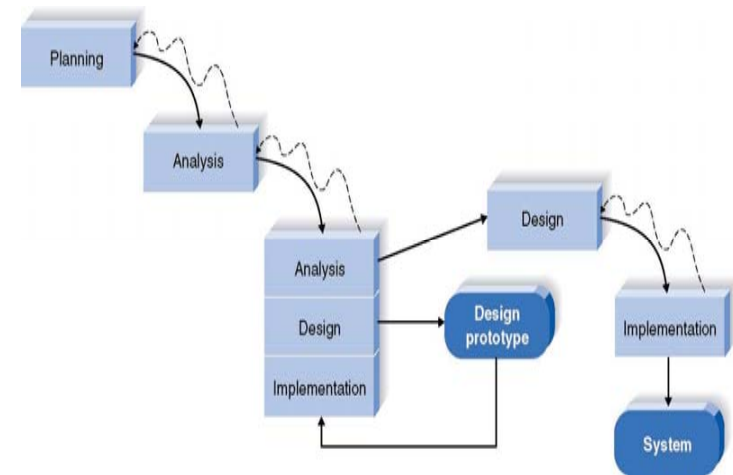 Planning
Analysis
Analysis
Design
Implementation
Design
prototype
Design
Implementation
System